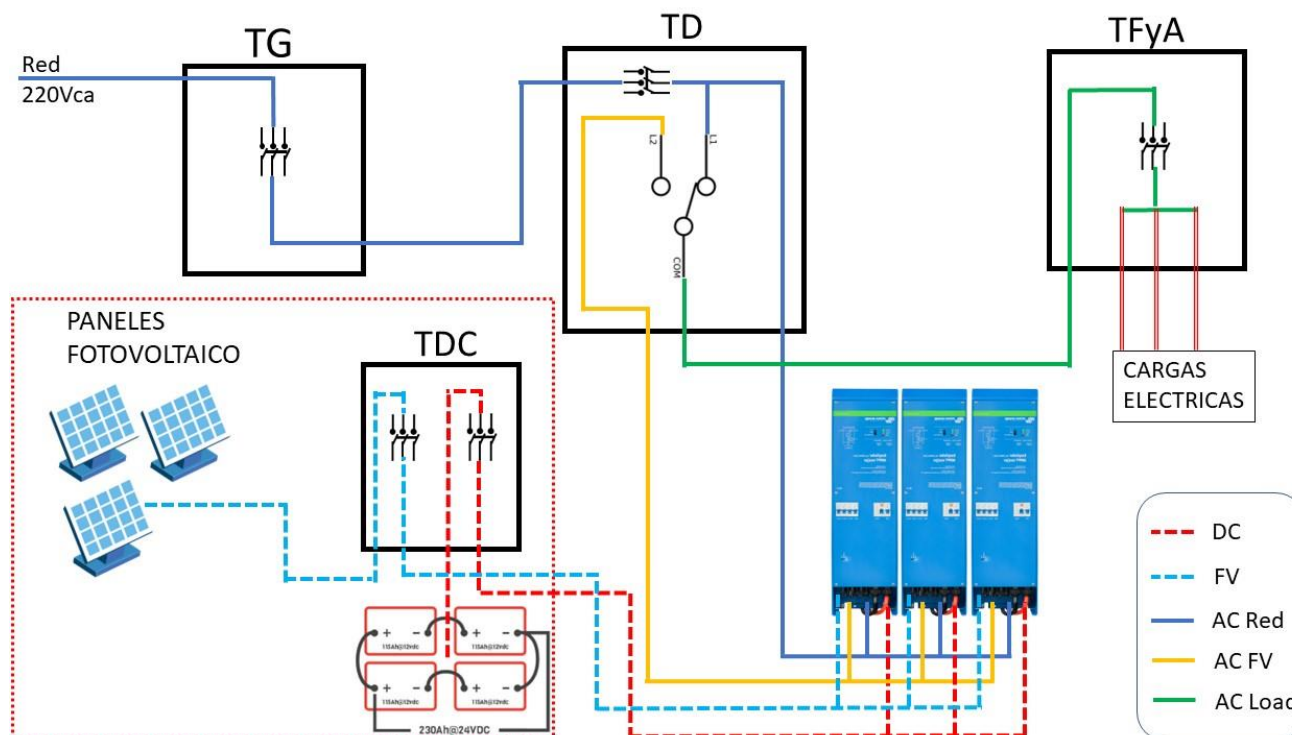 TG
TD
TFyA
Red
220Vca
L2
L1
COM
PANELES
FOTOVOLTAICO
TDC
CARGAS
ELECTRICAS
+ - + -
115Ah@12vdc 115Ah@12vdc
+ - + -
115Ah@12vdc 115Ah@12vdc
230Ah@24VDC
DC
FV
AC Red
AC FV
AC Load